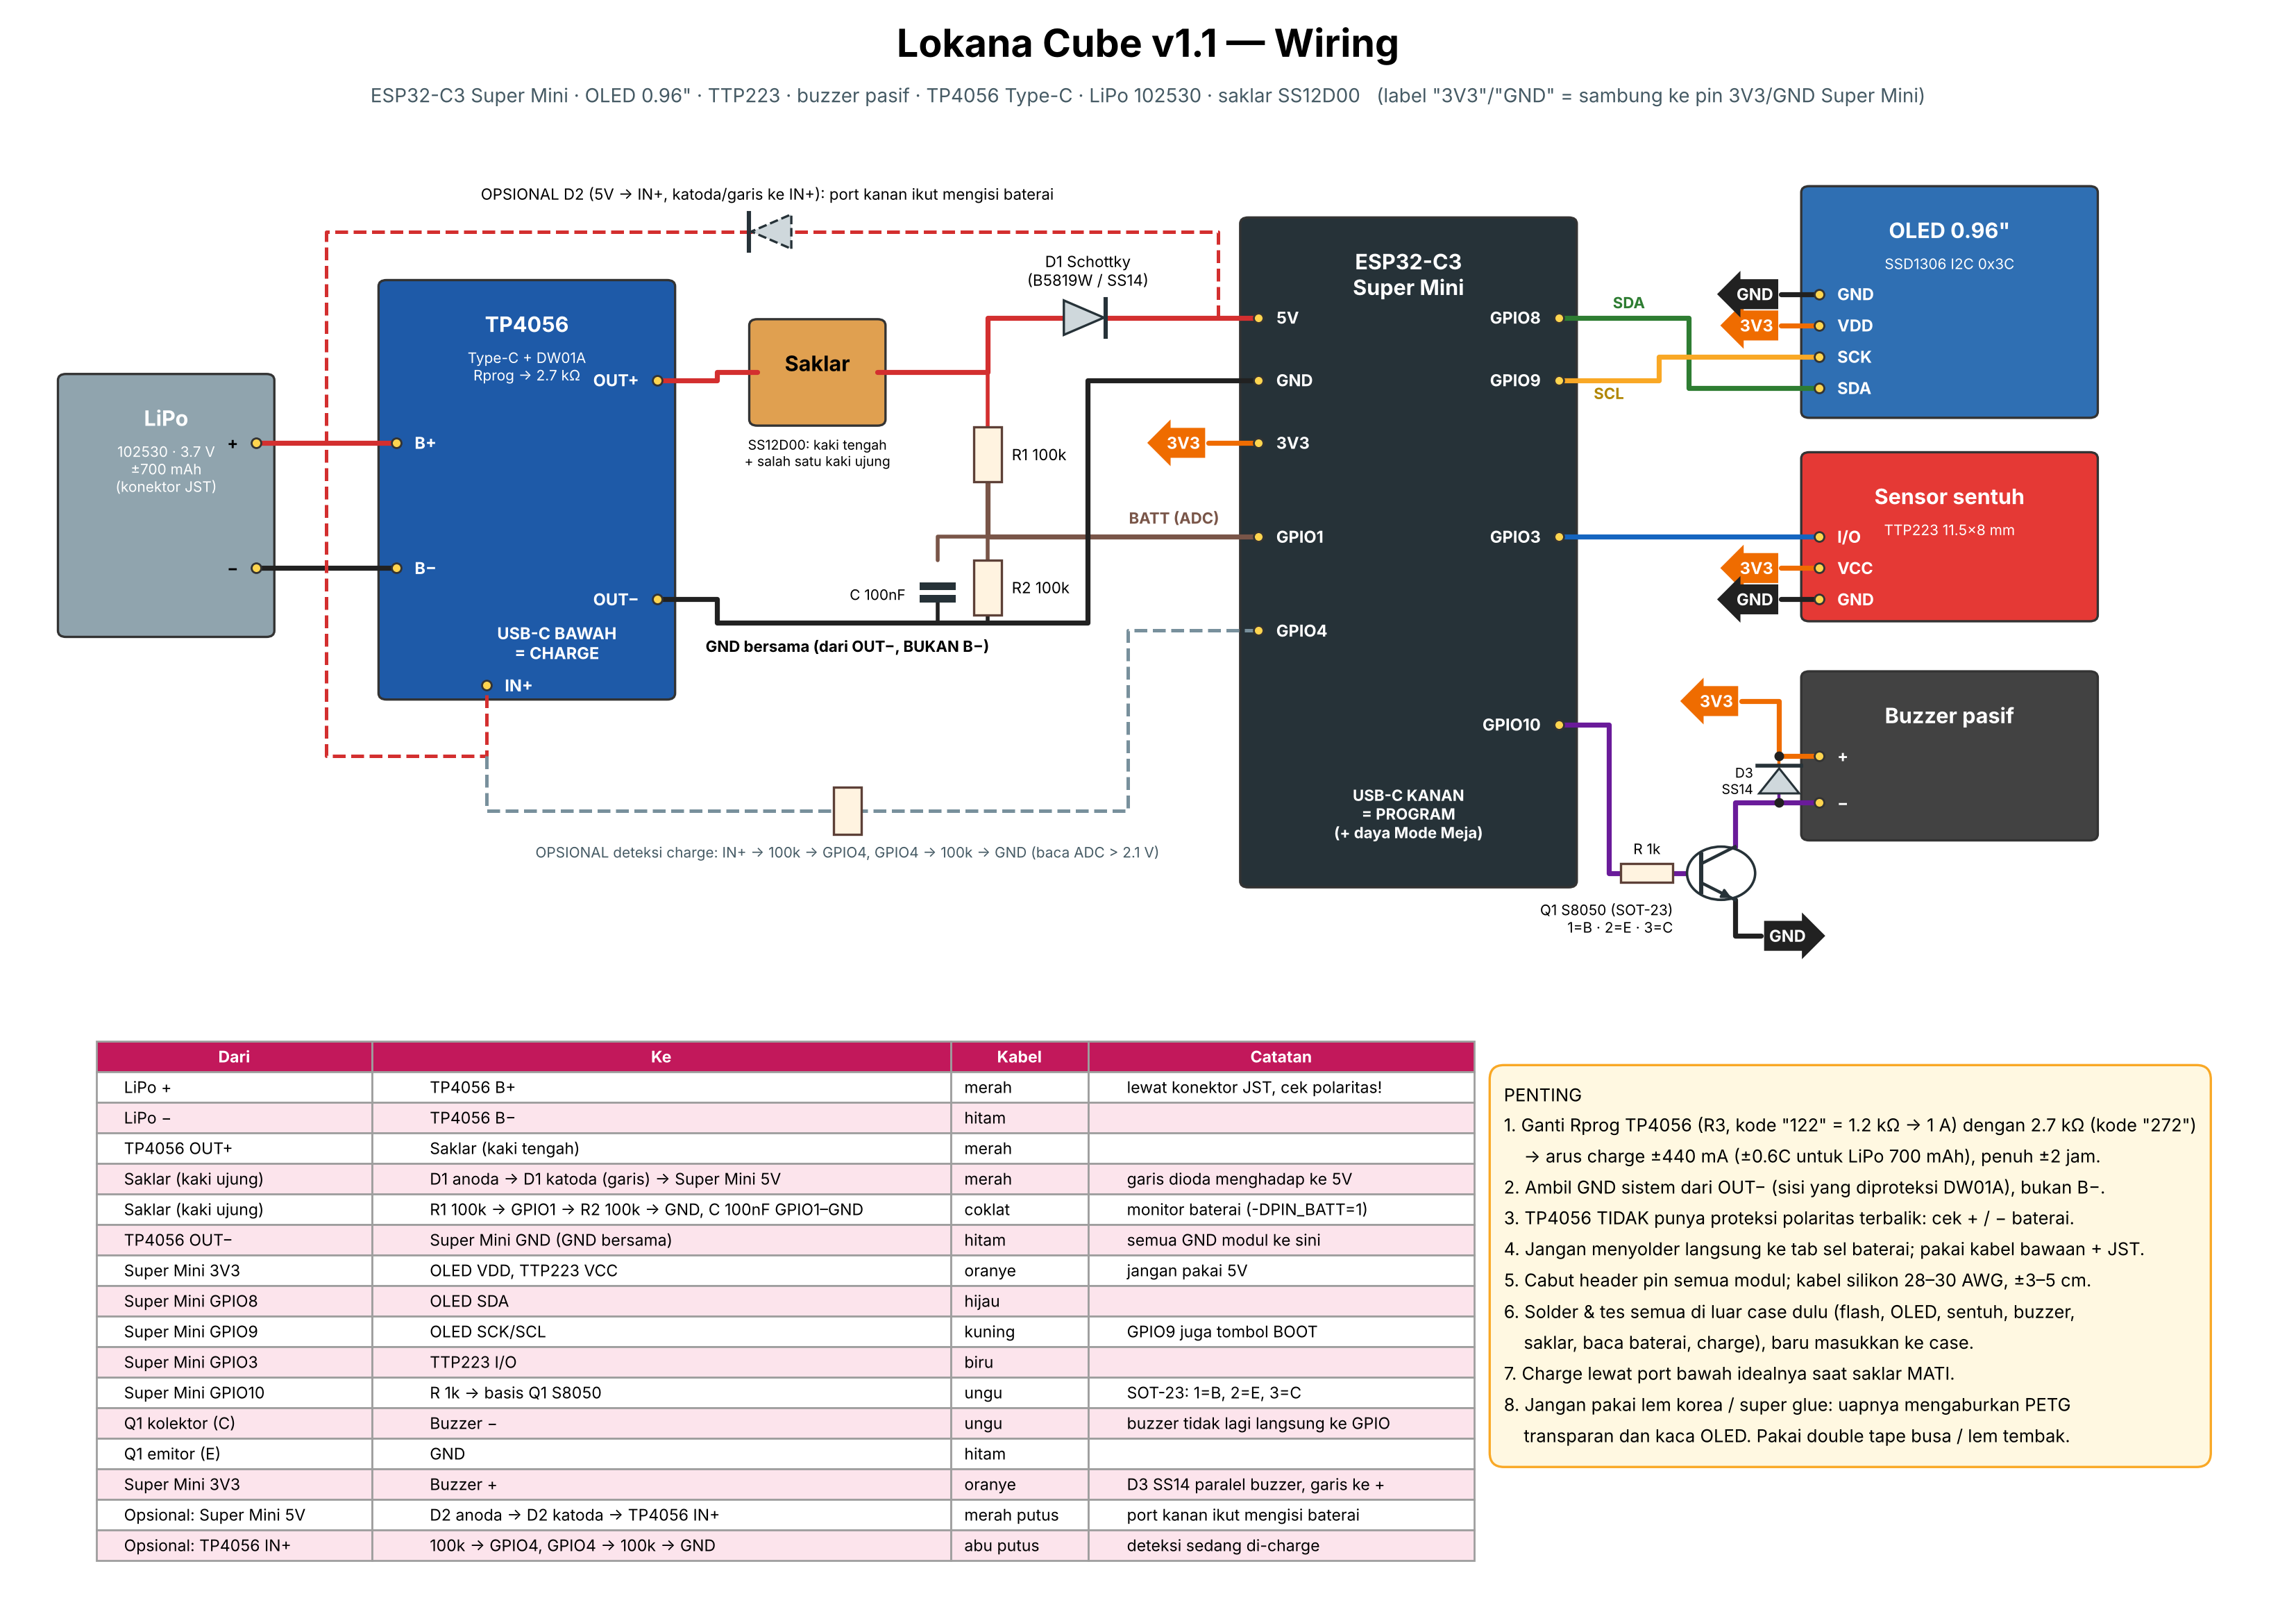 Lokana Cube v1.1 — Wiring
ESP32-C3 Super Mini · OLED 0.96" · TTP223 · buzzer pasif · TP4056 Type-C · LiPo 102530 · saklar SS12D00   (label "3V3"/"GND" = sambung ke pin 3V3/GND Super Mini)
OPSIONAL D2 (5V → IN+, katoda/garis ke IN+): port kanan ikut mengisi baterai
LiPo
102530 · 3.7 V
±700 mAh
(konektor JST)
+
−
TP4056
Type-C + DW01A
Rprog → 2.7 kΩ
OUT+
B+
B−
OUT−
USB-C BAWAH
= CHARGE
IN+
Saklar
SS12D00: kaki tengah
+ salah satu kaki ujung
D1 Schottky
(B5819W / SS14)
R1 100k
BATT (ADC)
C 100nF
R2 100k
GND bersama (dari OUT−, BUKAN B−)
3V3
OPSIONAL deteksi charge: IN+ → 100k → GPIO4, GPIO4 → 100k → GND (baca ADC > 2.1 V)
ESP32-C3
Super Mini
5V
GND
3V3
GPIO1
GPIO4
GPIO8
GPIO9
GPIO3
GPIO10
USB-C KANAN
= PROGRAM
(+ daya Mode Meja)
SDA
SCL
OLED 0.96"
SSD1306 I2C 0x3C
GND
GND
3V3
VDD
SCK
SDA
Sensor sentuh
TTP223 11.5×8 mm
I/O
3V3
VCC
GND
GND
3V3
Buzzer pasif
+
−
D3
SS14
R 1k
Q1 S8050 (SOT-23)
1=B · 2=E · 3=C
GND
Dari Ke Kabel Catatan
LiPo + TP4056 B+ merah lewat konektor JST, cek polaritas!
LiPo − TP4056 B− hitam
TP4056 OUT+ Saklar (kaki tengah) merah
Saklar (kaki ujung) D1 anoda → D1 katoda (garis) → Super Mini 5V merah garis dioda menghadap ke 5V
Saklar (kaki ujung) R1 100k → GPIO1 → R2 100k → GND, C 100nF GPIO1–GND coklat monitor baterai (-DPIN_BATT=1)
TP4056 OUT− Super Mini GND (GND bersama) hitam semua GND modul ke sini
Super Mini 3V3 OLED VDD, TTP223 VCC oranye jangan pakai 5V
Super Mini GPIO8 OLED SDA hijau
Super Mini GPIO9 OLED SCK/SCL kuning GPIO9 juga tombol BOOT
Super Mini GPIO3 TTP223 I/O biru
Super Mini GPIO10 R 1k → basis Q1 S8050 ungu SOT-23: 1=B, 2=E, 3=C
Q1 kolektor (C) Buzzer − ungu buzzer tidak lagi langsung ke GPIO
Q1 emitor (E) GND hitam
Super Mini 3V3 Buzzer + oranye D3 SS14 paralel buzzer, garis ke +
Opsional: Super Mini 5V D2 anoda → D2 katoda → TP4056 IN+ merah putus port kanan ikut mengisi baterai
Opsional: TP4056 IN+ 100k → GPIO4, GPIO4 → 100k → GND abu putus deteksi sedang di-charge
PENTING
1. Ganti Rprog TP4056 (R3, kode "122" = 1.2 kΩ → 1 A) dengan 2.7 kΩ (kode "272")
→ arus charge ±440 mA (±0.6C untuk LiPo 700 mAh), penuh ±2 jam.
2. Ambil GND sistem dari OUT− (sisi yang diproteksi DW01A), bukan B−.
3. TP4056 TIDAK punya proteksi polaritas terbalik: cek + / − baterai.
4. Jangan menyolder langsung ke tab sel baterai; pakai kabel bawaan + JST.
5. Cabut header pin semua modul; kabel silikon 28–30 AWG, ±3–5 cm.
6. Solder & tes semua di luar case dulu (flash, OLED, sentuh, buzzer,
saklar, baca baterai, charge), baru masukkan ke case.
7. Charge lewat port bawah idealnya saat saklar MATI.
8. Jangan pakai lem korea / super glue: uapnya mengaburkan PETG
transparan dan kaca OLED. Pakai double tape busa / lem tembak.